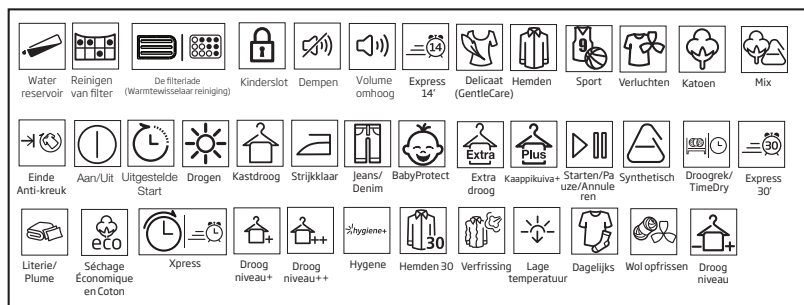 14
9
Water reservoir
Reinigen van filter
De filterlade (Warmtewisselaar reiniging)
Kinderslot
Dempen
Volume omhoog
Express 14'
Delicaat (GentleCare)
Hemden
Sport
Verluchten
Katoen
Mix
Extra
Plus
30
Einde Anti-kreuk
Aan/Uit
Uitgestelde Start
Drogen
Kastdroog
Strijkklaar
Jeans/ Denim
BabyProtect
Extra droog
Kaappikuiva+
Starten/Pa uze/Annule ren
Synthetisch
Droogrek/ TimeDry
Express 30'
eco
+
++
hygiene+
30
- +
Literie/ Plume
Séchage Économique en Coton
Xpress
Droog niveau+
Droog niveau++
Hygene
Hemden 30
Verfrissing
Lage temperatuur
Dagelijks
Wol opfrissen
Droog niveau